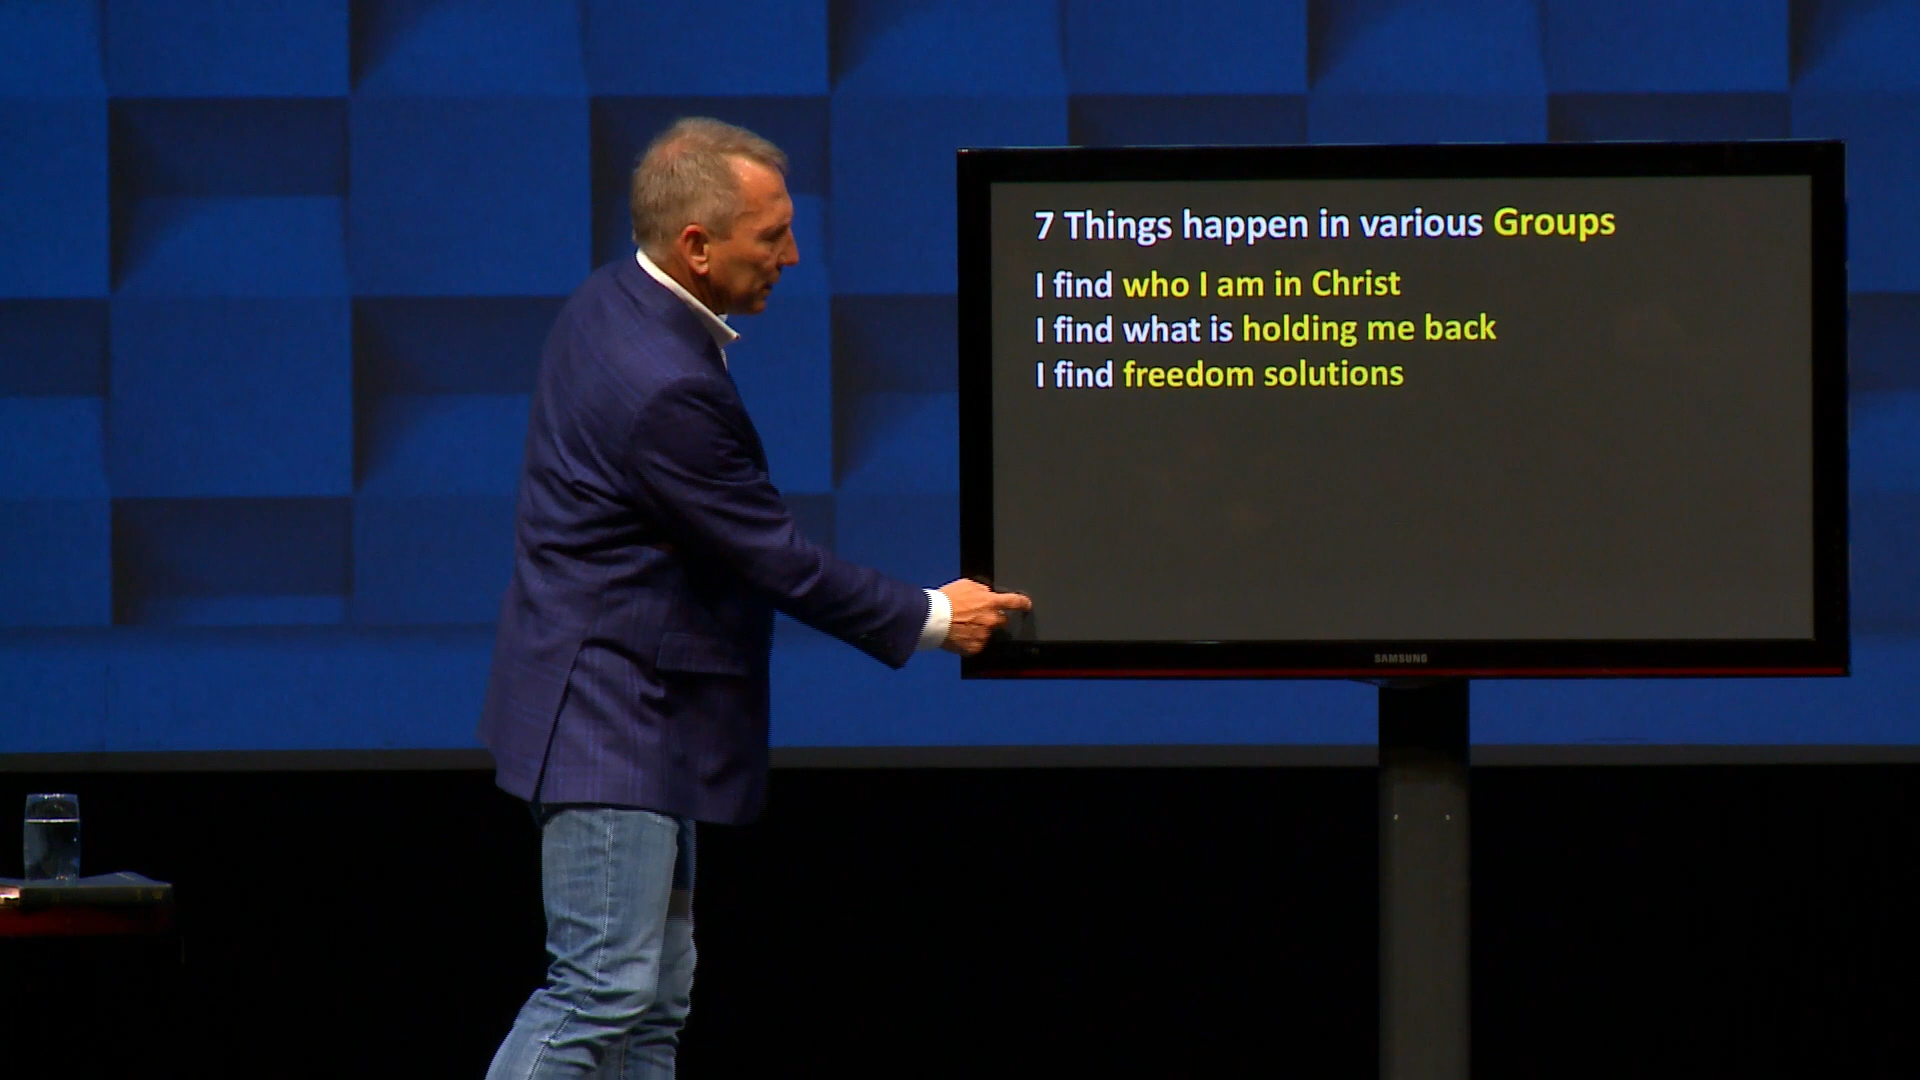 7 Things happen in various Groups
I find who I am in Christ
I find what is holding me back
I find freedom solutions
SAMSUNG